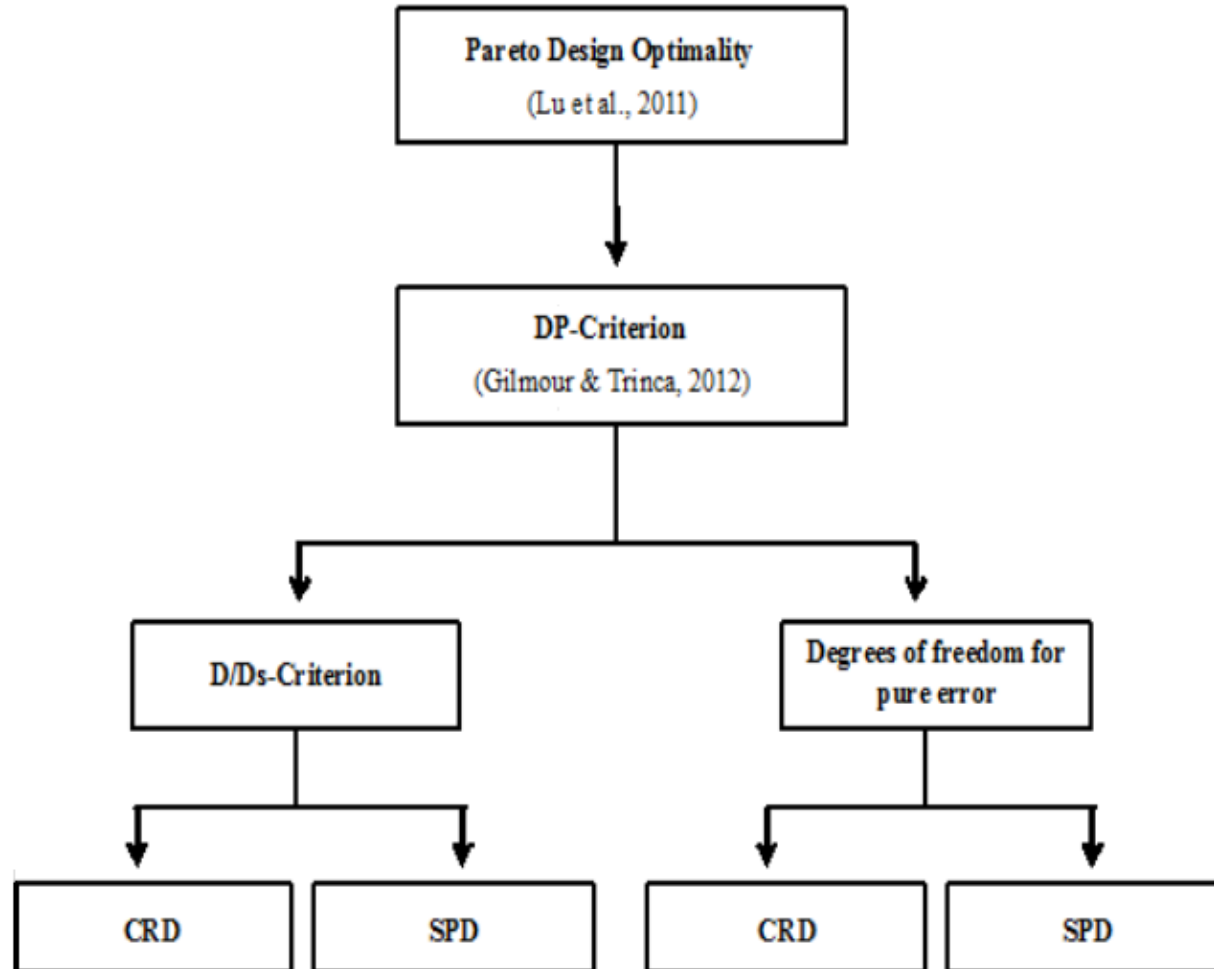 Pareto Design Optimality
(Lu et al., 2011)
DP-Criterion
(Gilmour & Trinca, 2012)
D/Ds-Criterion
Degrees of freedom for
pure error
CRD
SPD
CRD
SPD